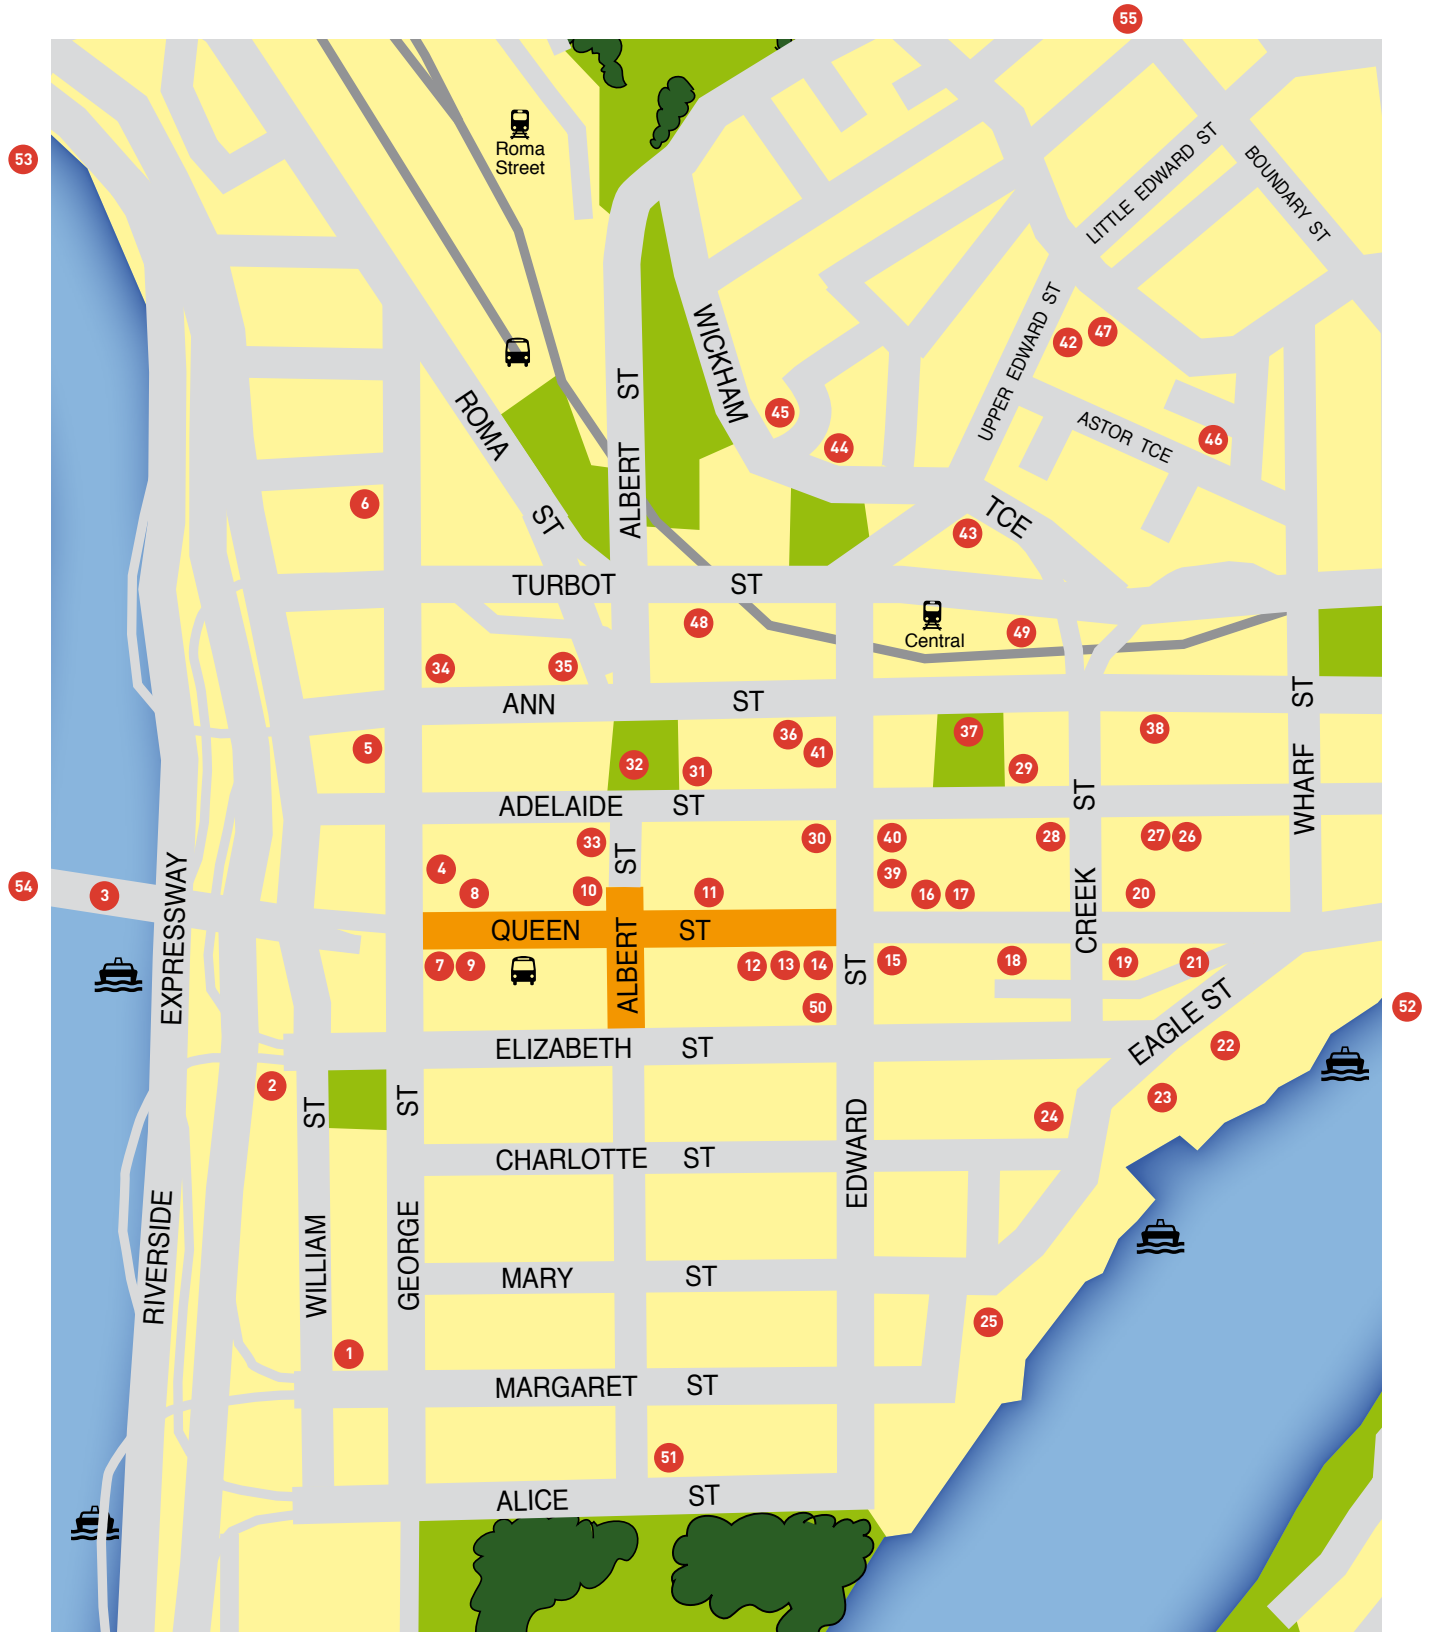 55
53
Roma
Street
LITTLE EDWARD ST
BOUNDARY ST
WICKHAM
TCE
UPPER EDWARD ST
42
47
ROMA
ST
ALBERT
ST
45
44
ASTOR TCE
46
6
43
TURBOT
ST
48
Central
49
34
35
ANN
ST
WHARF
ST
5
32
31
36
41
37
29
38
ADELAIDE
ST
CREEK
ST
33
ST
30
40
28
27
26
4
8
10
11
39
16
17
20
54
3
EXPRESSWAY
QUEEN
ST
ALBERT
7
9
12
13
14
15
18
19
21
ST
50
52
ELIZABETH
ST
EAGLE ST
22
2
ST
ST
23
24
CHARLOTTE
ST
EDWARD
RIVERSIDE
WILLIAM
GEORGE
MARY
ST
25
1
MARGARET
ST
51
ALICE
ST